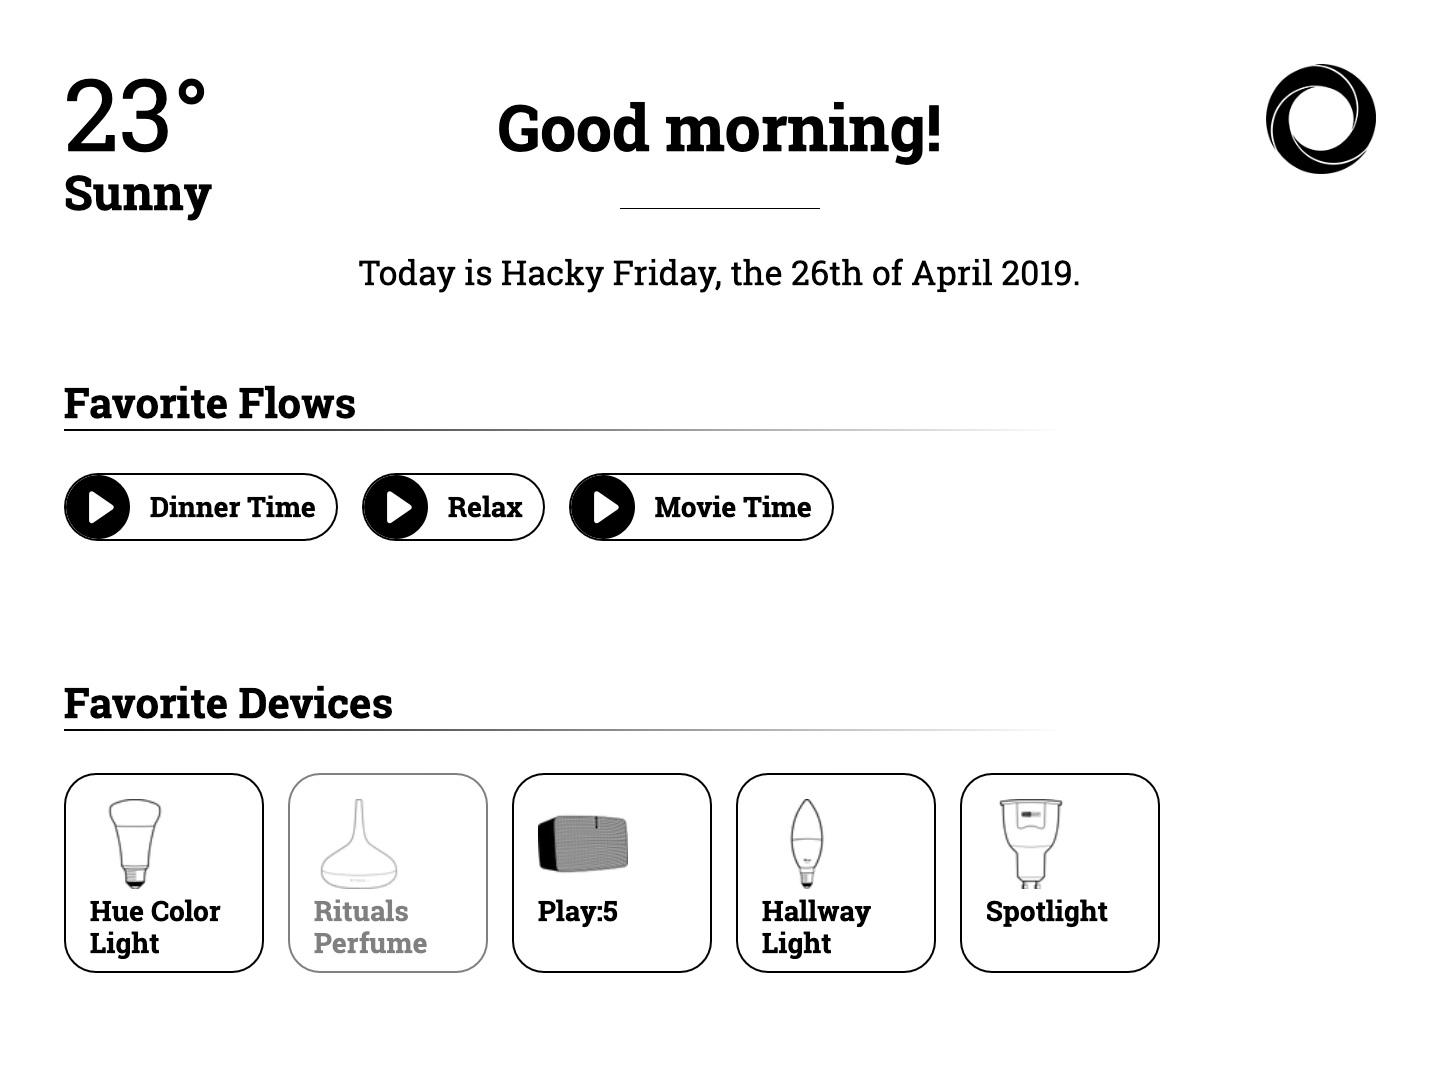 23°
Sunny
Good morning!
Today is Hacky Friday, the 26th of April 2019.
Favorite Flows
Dinner Time
Relax
Movie Time
Favorite Devices
Hue Color
Light
Rituals
Perfume
Play:5
Hallway
Light
Spotlight